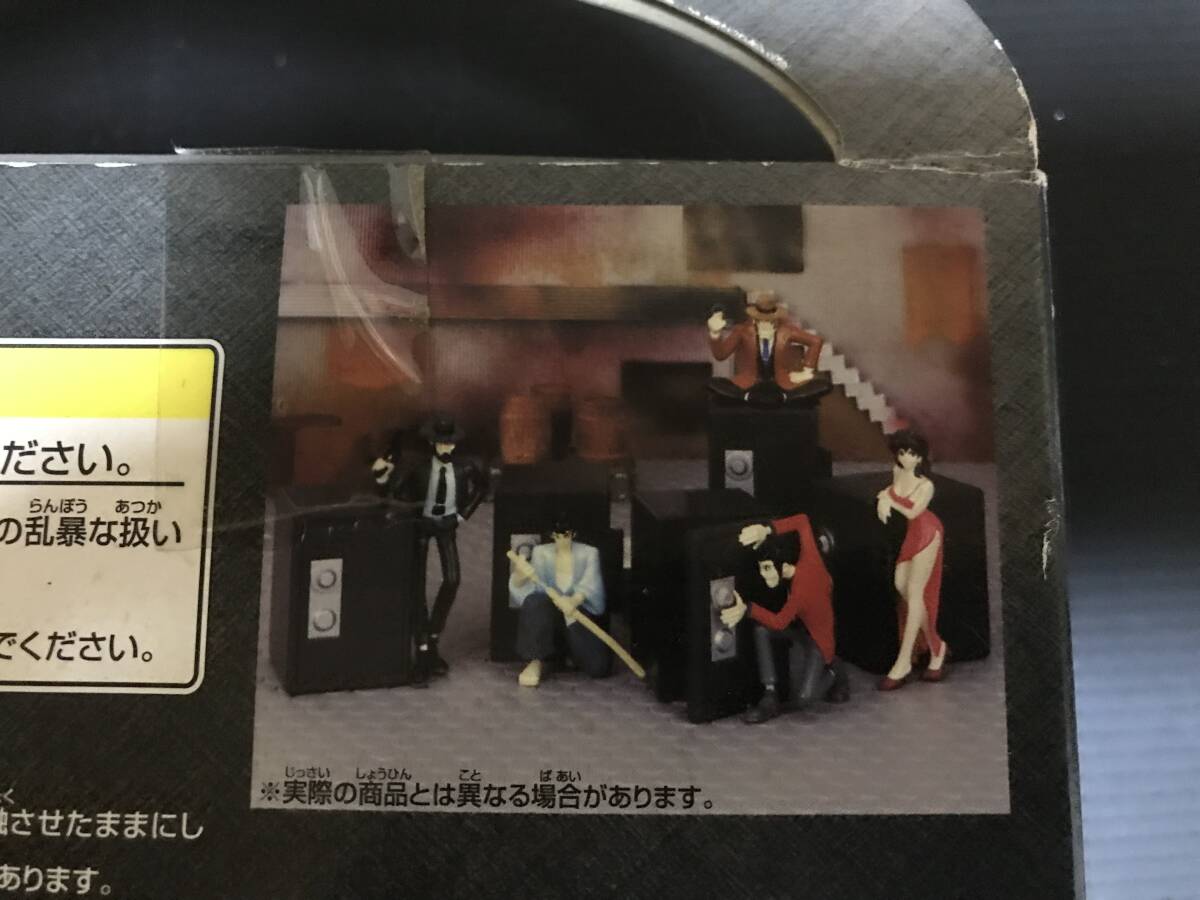 ださい。
らんぼう あつか
の乱暴な扱い
でください。
じっさい しょうひん こと ばあい
※実際の商品とは異なる場合があります。
く
触させたままにし
あります。